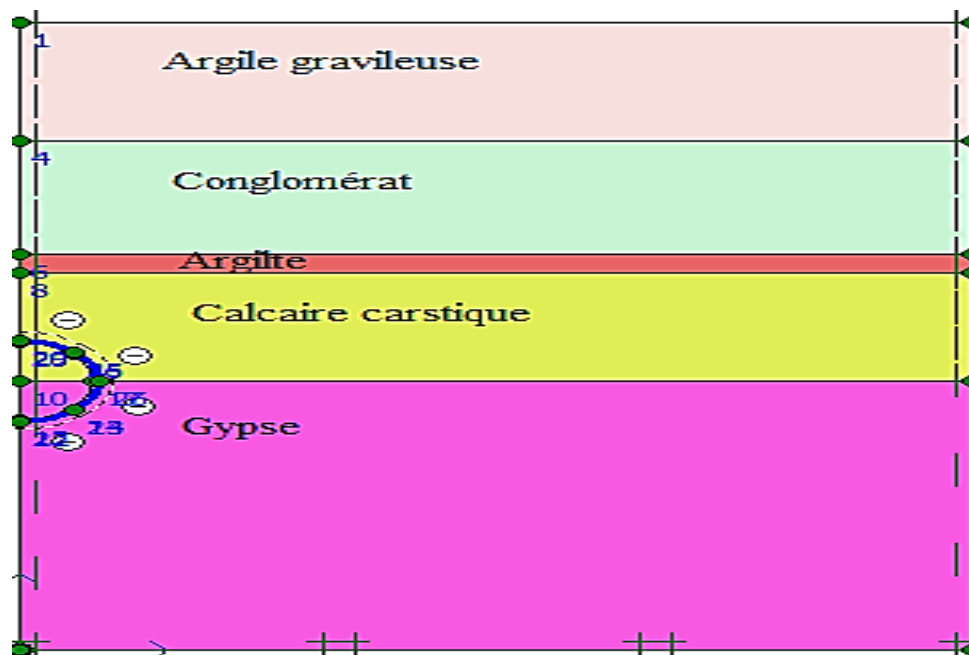 1
Argile gravileuse
4
Conglomérat
Argilte
8
Calcaire carstique
10
Gypse